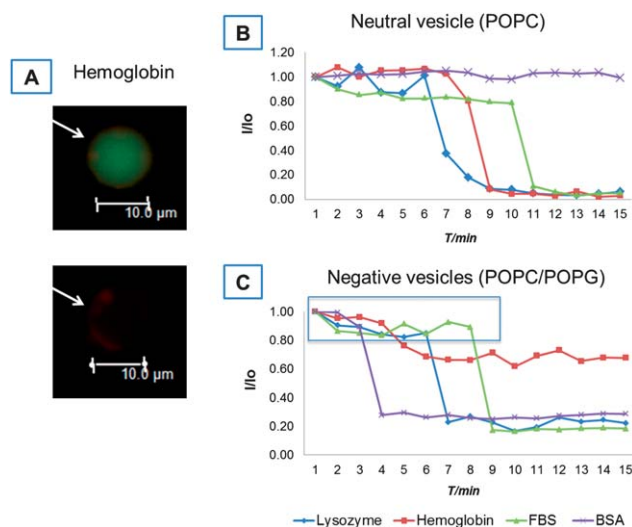 A
Hemoglobin
10.0 µm
10.0 µm
B
Neutral vesicle (POPC)
I/Io
1.20
1.00
0.80
0.60
0.40
0.20
0.00
1 2 3 4 5 6 7 8 9 10 11 12 13 14 15
T/min
C
Negative vesicles (POPC/POPG)
I/Io
1.00
0.80
0.60
0.40
0.20
0.00
1 2 3 4 5 6 7 8 9 10 11 12 13 14 15
T/min
Lysozyme Hemoglobin FBS BSA